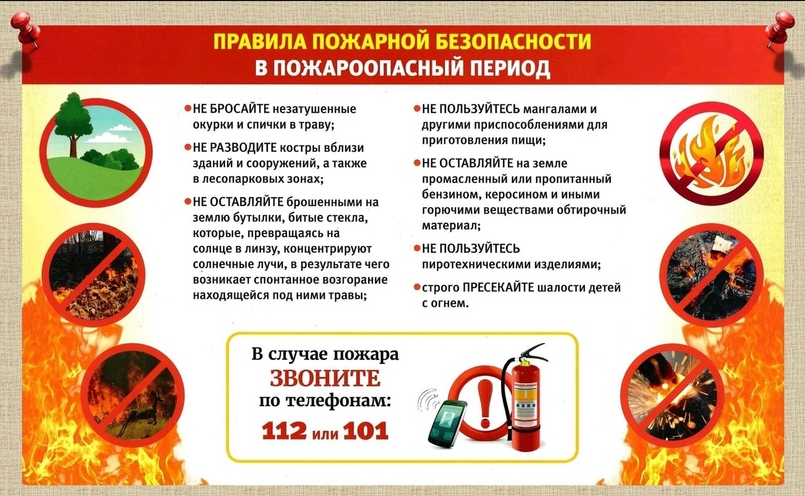 ПРАВИЛА ПОЖАРНОЙ БЕЗОПАСНОСТИ
В ПОЖАРООПАСНЫЙ ПЕРИОД
•НЕ БРОСАЙТЕ незатушенные
окурки и спички в траву;
•НЕ РАЗВОДИТЕ костры вблизи
зданий и сооружений, а также
в лесопарковых зонах;
•НЕ ОСТАВЛЯЙТЕ брошенными на
землю бутылки, битые стекла,
которые, превращаясь на
солнце в линзу, концентрируют
солнечные лучи, в результате чего
возникает спонтанное возгорание
находящейся под ними травы;
•НЕ ПОЛЬЗУЙТЕСЬ мангалами и
другими приспособлениями для
приготовления пищи;
•НЕ ОСТАВЛЯЙТЕ на земле
промасленный или пропитанный
бензином, керосином и иными
горючими веществами обтирочный
материал;
•НЕ ПОЛЬЗУЙТЕСЬ
пиротехническими изделиями;
•строго ПРЕСЕКАЙТЕ шалости детей
с огнем.
В случае пожара
ЗВОНИТЕ
по телефонам:
112 или 101